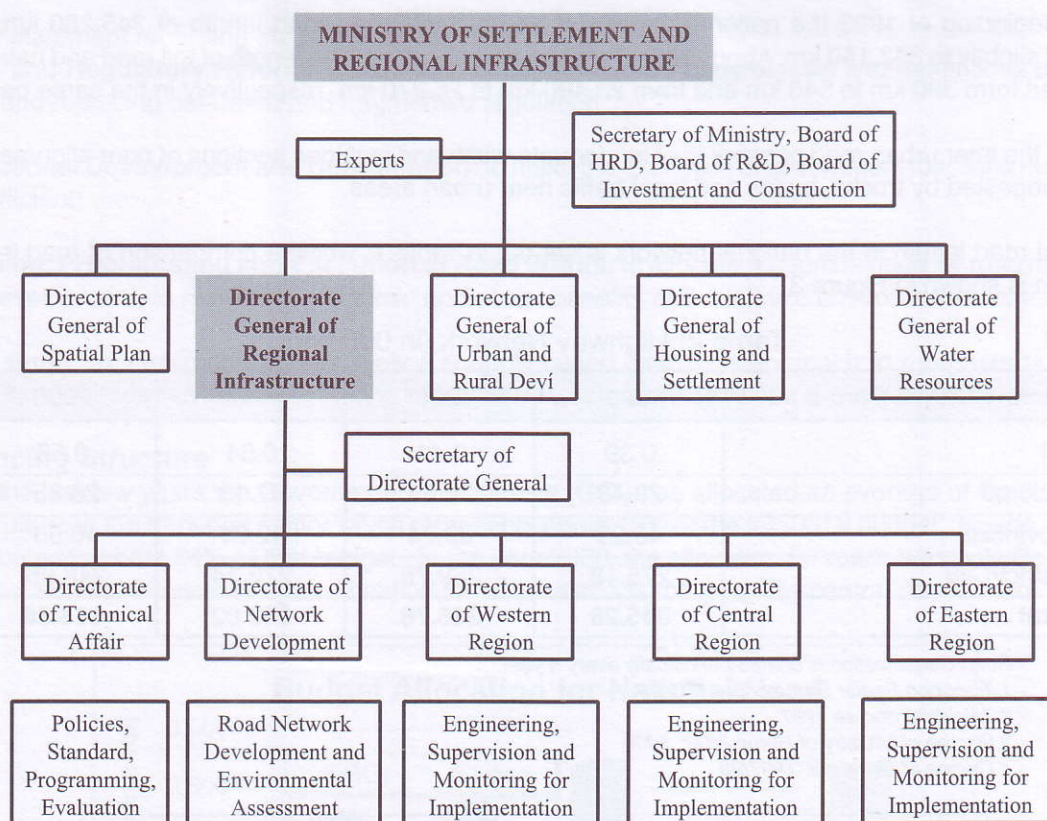 MINISTRY OF SETTLEMENT AND
REGIONAL INFRASTRUCTURE
Experts
Secretary of Ministry, Board of
HRD, Board of R&D, Board of
Investment and Construction
Directorate
General of
Spatial Plan
Directorate
General of
Regional
Infrastructure
Directorate
General of
Urban and
Rural Deví
Directorate
General of
Housing and
Settlement
Directorate
General of
Water
Resources
Secretary of
Directorate General
Directorate
of Technical
Affair
Directorate of
Network
Development
Directorate
of Western
Region
Directorate
of Central
Region
Directorate
of Eastern
Region
Policies,
Standard,
Programming,
Evaluation
Road Network
Development and
Environmental
Assessment
Engineering,
Supervision and
Monitoring for
Implementation
Engineering,
Supervision and
Monitoring for
Implementation
Engineering,
Supervision and
Monitoring for
Implementation